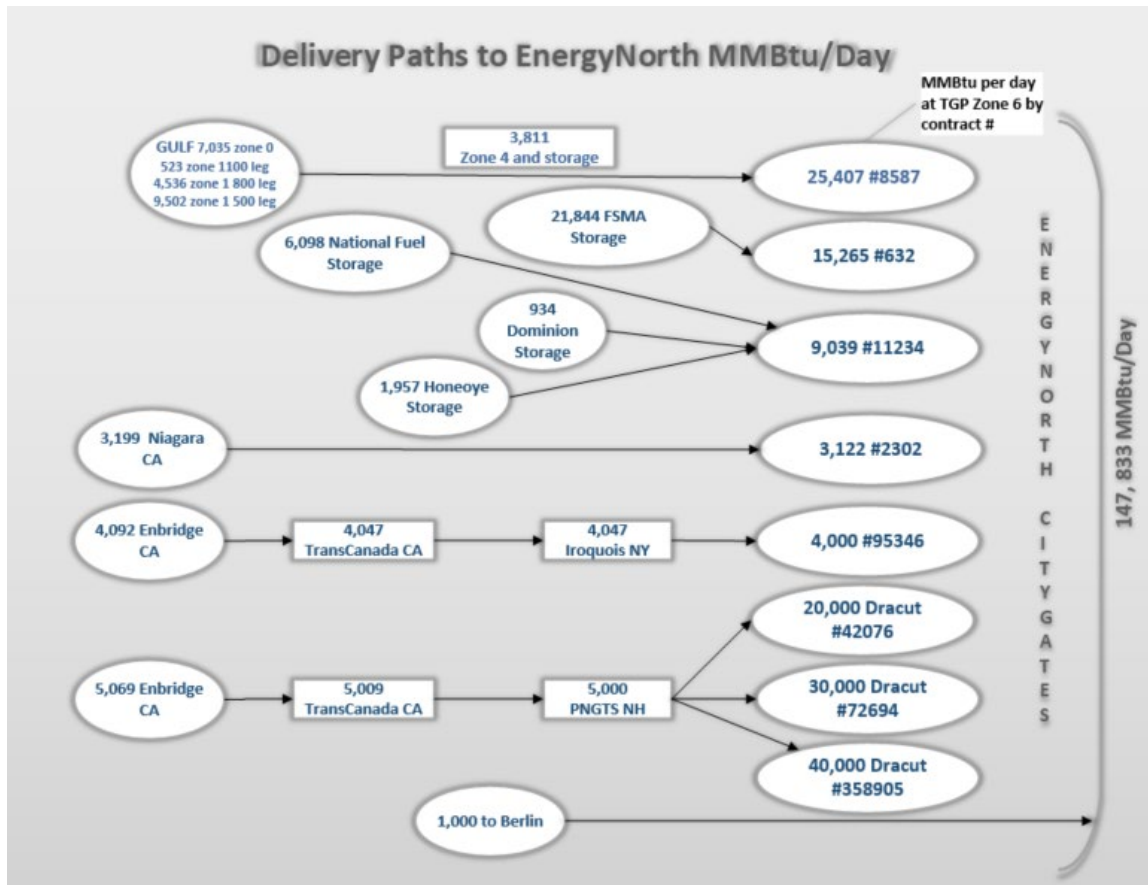 Delivery Paths to EnergyNorth MMBtu/Day
MMBtu per day
at TGP Zone 6 by
contract #
GULF 7,035 zone 0
523 zone 1100 leg
4,536 zone 1 800 leg
9,502 zone 1 500 leg
3,811
Zone 4 and storage
25,407 #8587
21,844 FSMA
Storage
15,265 #632
6,098 National Fuel
Storage
934
Dominion
Storage
9,039 #11234
1,957 Honeoye
Storage
3,199 Niagara
CA
3,122 #2302
4,092 Enbridge
CA
4,047
TransCanada CA
4,047
Iroquois NY
4,000 #95346
20,000 Dracut
#42076
5,069 Enbridge
CA
5,009
TransCanada CA
5,000
PNGTS NH
30,000 Dracut
#72694
40,000 Dracut
#358905
1,000 to Berlin
ENERGYNORTH CITYGATES
147, 833 MMBtu/Day